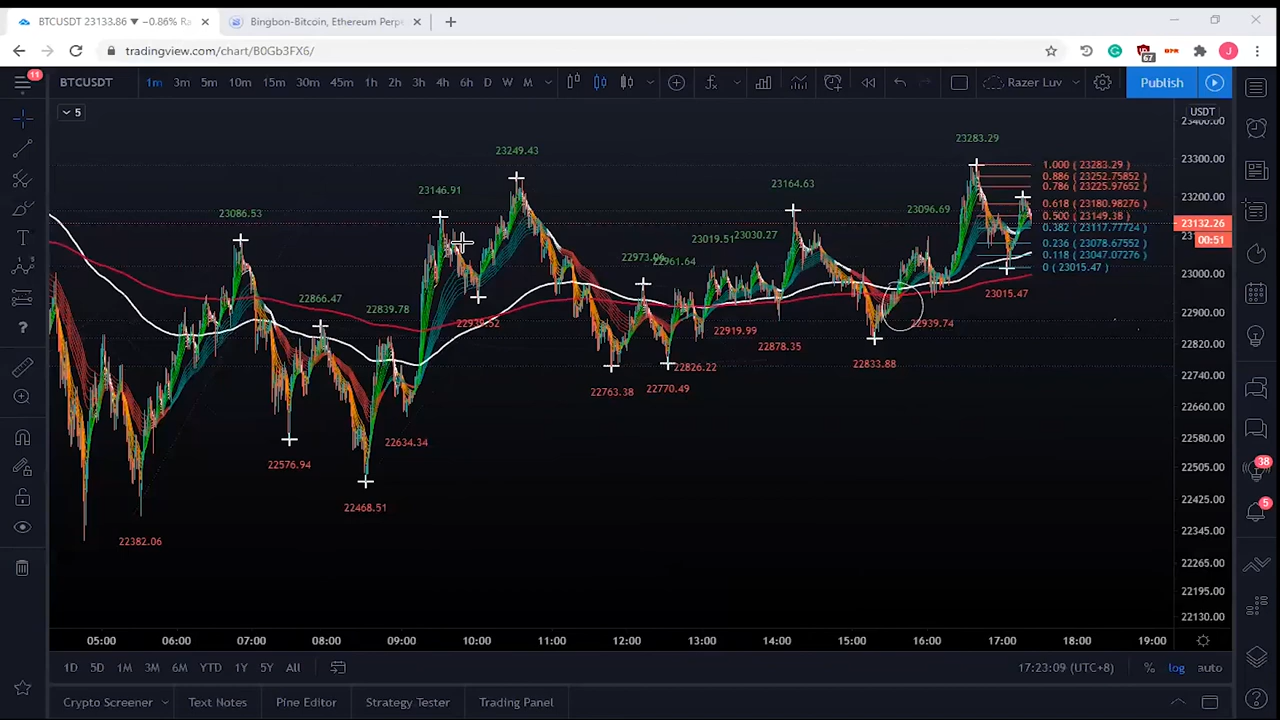 BTCUSDT 23133.86 ▼ −0.86% Ra
Bingbon-Bitcoin, Ethereum Perp
tradingview.com/chart/B0Gb3FX6/
67
J
11
BTCUSDT 1m 3m 5m 10m 15m 30m 45m 1h 2h 3h 4h 6h D W M Razer Luv Publish
5
USDT
23400.00
23300.00
23200.00
23132.26
00:51
23000.00
22900.00
22820.00
22740.00
22660.00
22580.00
22505.00
22425.00
22345.00
22265.00
22195.00
22130.00
23283.29
23249.43
23146.91
23164.63
23086.53
23096.69
23019.51
23030.27
22961.64
22866.47
22839.78
22939.52
22919.99
22939.74
22878.35
22833.88
22826.22
22763.38
22770.49
22634.34
22576.94
22468.51
22382.06
23015.47
1.000 ( 23283.29 )
0.886 ( 23252.75852 )
0.786 ( 23225.97652 )
0.618 ( 23180.98276 )
0.500 ( 23149.38 )
0.382 ( 23117.77724 )
0.236 ( 23078.67552 )
0.118 ( 23047.07276 )
0 ( 23015.47 )
38
5
05:00 06:00 07:00 08:00 09:00 10:00 11:00 12:00 13:00 14:00 15:00 16:00 17:00 18:00 19:00
1D 5D 1M 3M 6M YTD 1Y 5Y All 17:23:09 (UTC+8) % log auto
Crypto Screener Text Notes Pine Editor Strategy Tester Trading Panel